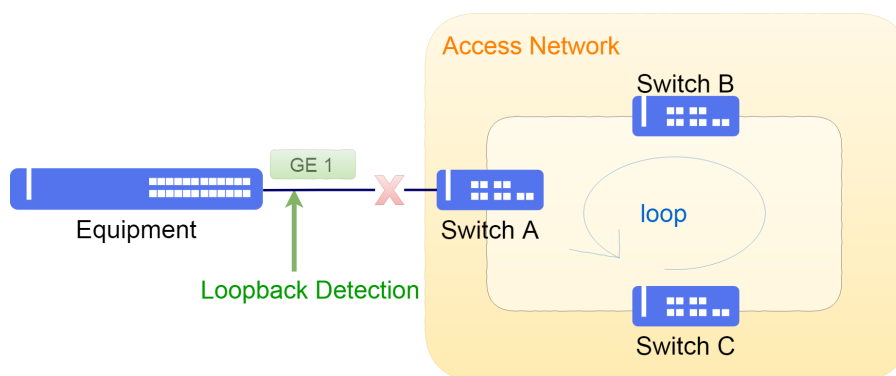 Access Network
Switch B
GE 1
X
loop
Equipment
Switch A
Loopback Detection
Switch C